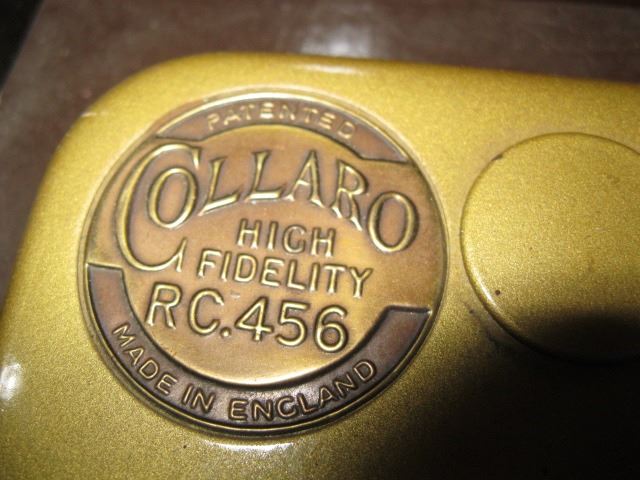 PATENTED
COLLARO
HIGH
FIDELITY
RC.456
MADE IN ENGLAND